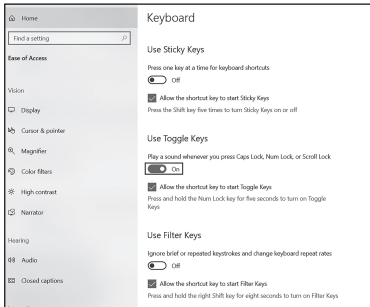 Home
Keyboard
Find a setting
Ease of Access
Vision
Display
Cursor & pointer
Magnifier
Color filters
High contrast
Narrator
Hearing
Audio
Closed captions
Use Sticky Keys
Press one key at a time for keyboard shortcuts
Off
Allow the shortcut key to start Sticky Keys
Press the Shift key five times to turn Sticky Keys on or off
Use Toggle Keys
Play a sound whenever you press Caps Lock, Num Lock, or Scroll Lock
On
Allow the shortcut key to start Toggle Keys
Press and hold the Num Lock key for five seconds to turn on Toggle
Keys
Use Filter Keys
Ignore brief or repeated keystrokes and change keyboard repeat rates
Off
Allow the shortcut key to start Filter Keys
Press and hold the right Shift key for eight seconds to turn on Filter Keys